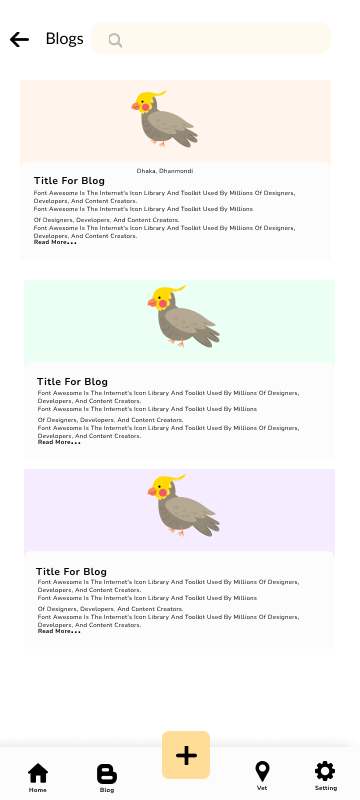 Blogs
Dhaka, Dhanmondi
Title For Blog
Font Awesome Is The Internet's Icon Library And Toolkit Used By Millions Of Designers,
Developers, And Content Creators.
Font Awesome Is The Internet's Icon Library And Toolkit Used By Millions
Of Designers, Developers, And Content Creators.
Font Awesome Is The Internet's Icon Library And Toolkit Used By Millions Of Designers,
Developers, And Content Creators.
Read More...
Title For Blog
Font Awesome Is The Internet's Icon Library And Toolkit Used By Millions Of Designers,
Developers, And Content Creators.
Font Awesome Is The Internet's Icon Library And Toolkit Used By Millions
Of Designers, Developers, And Content Creators.
Font Awesome Is The Internet's Icon Library And Toolkit Used By Millions Of Designers,
Developers, And Content Creators.
Read More...
Title For Blog
Font Awesome Is The Internet's Icon Library And Toolkit Used By Millions Of Designers,
Developers, And Content Creators.
Font Awesome Is The Internet's Icon Library And Toolkit Used By Millions
Of Designers, Developers, And Content Creators.
Font Awesome Is The Internet's Icon Library And Toolkit Used By Millions Of Designers,
Developers, And Content Creators.
Read More...
Home Blog Vet Setting